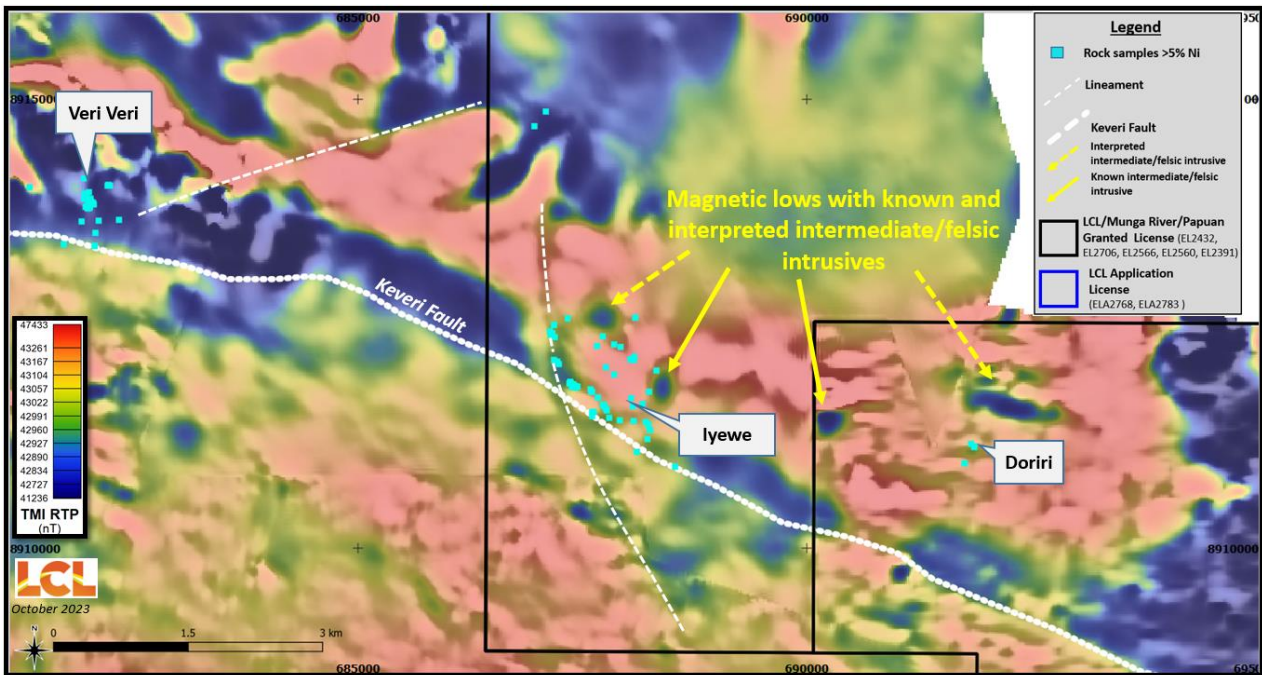 685000
690000
8915000
Veri Veri
Keveri Fault
Magnetic lows with known and
interpreted intermediate/felsic
intrusives
Iyewe
Doriri
Legend
Rock samples >5% Ni
Lineament
Keveri Fault
Interpreted
intermediate/felsic intrusive
Known intermediate/felsic
intrusive
LCL/Munga River/Papuan
Granted License (EL2432,
EL2706, EL2566, EL2560, EL2391)
LCL Application
License
(ELA2768, ELA2783 )
47433
43261
43167
43104
43057
43022
42991
42960
42927
42890
42834
42727
41236
TMI RTP
(nT)
8910000
8910000
LCL
October 2023
N
0 1.5 3 km
685000
690000